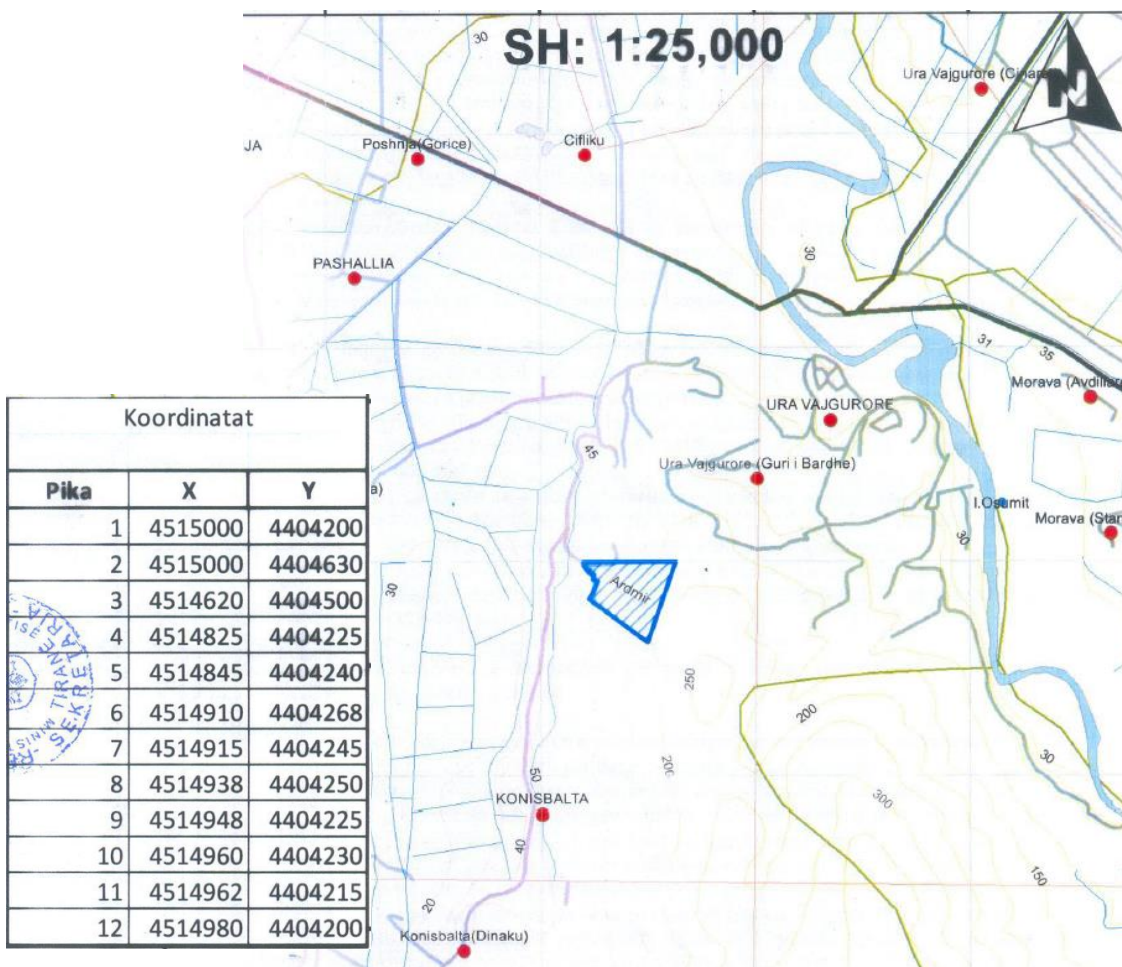 SH: 1:25,000
30
N
Ura Vajgurore
Poshnja(Gorice)
Cifliku
JA
PASHALLIA
30
31
35
Morava
URA VAJGURORE
45
Ura Vajgurore (Guri i Bardhe)
a)
I.Osumit
Morava
30
30
Ardmir
250
200
200
30
50
300
KONISBALTA
40
150
20
Konisbalta(Dinaku)
Koordinatat
Pika X Y
1 4515000 4404200
2 4515000 4404630
3 4514620 4404500
4 4514825 4404225
5 4514845 4404240
6 4514910 4404268
7 4514915 4404245
8 4514938 4404250
9 4514948 4404225
10 4514960 4404230
11 4514962 4404215
12 4514980 4404200
TIRANE
SEKRETARIA